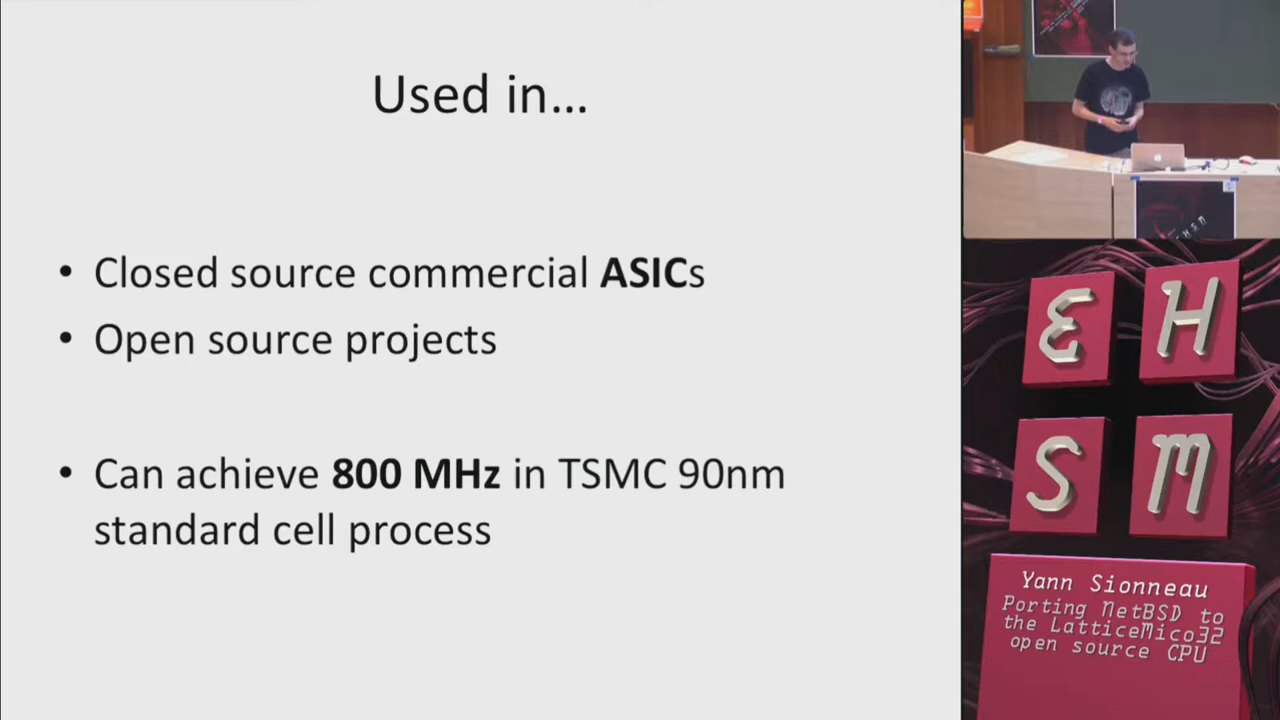 Used in…
• Closed source commercial ASICs
• Open source projects
• Can achieve 800 MHz in TSMC 90nm
standard cell process
E H
S M
EHSM
Yann Sionneau
Porting NetBSD to
the LatticeMico32
open source CPU